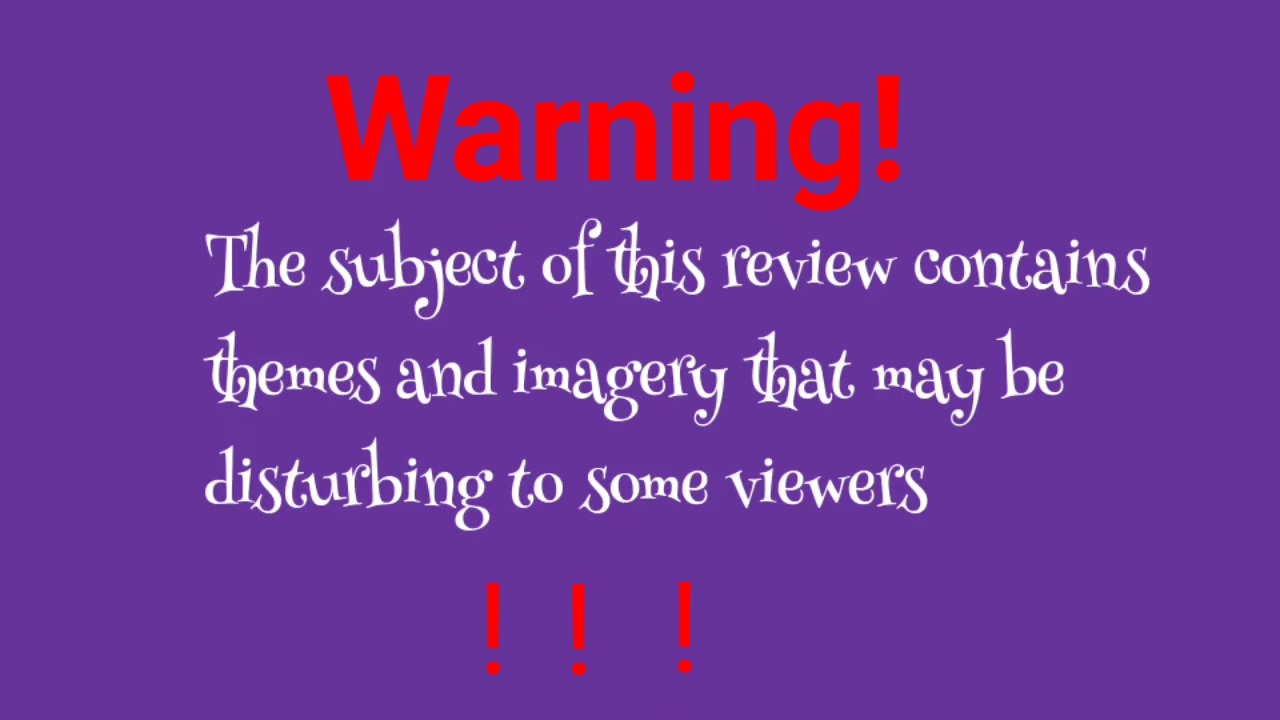 Warning!
The subject of this review contains
themes and imagery that may be
disturbing to some viewers
! ! !